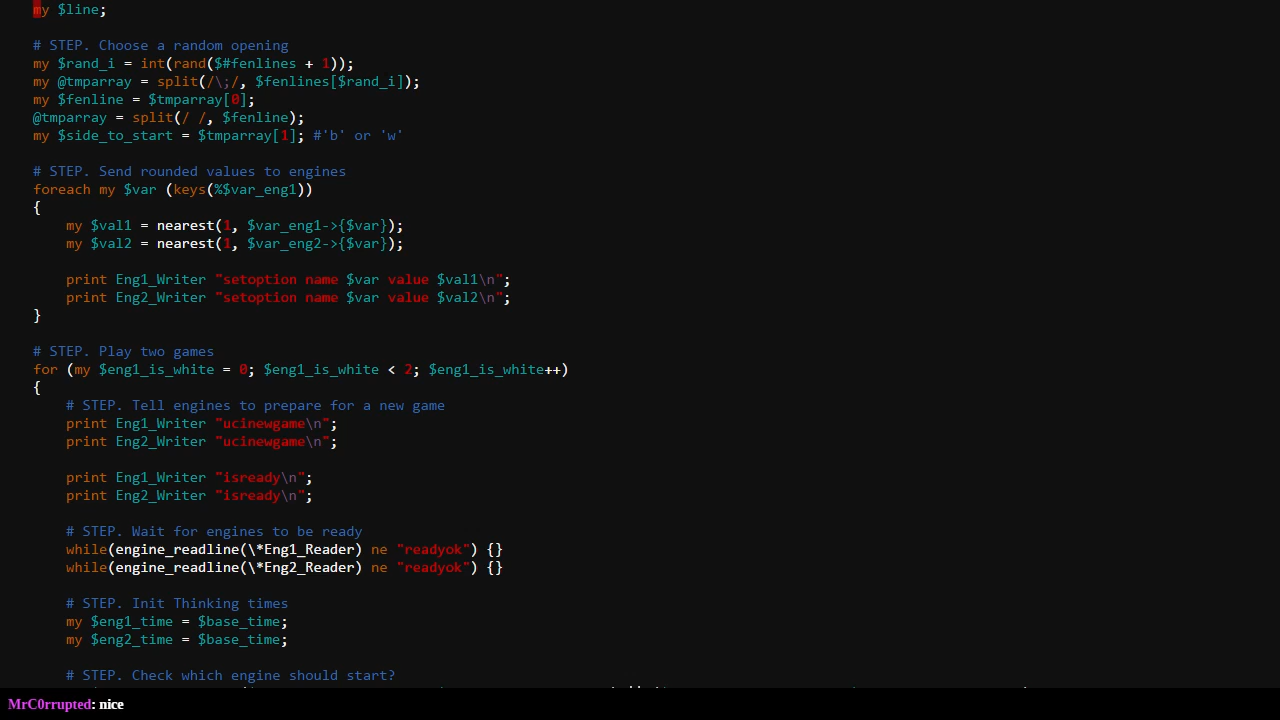 my $line;
# STEP. Choose a random opening
my $rand_i = int(rand($#fenlines + 1));
my @tmparray = split(/\;/, $fenlines[$rand_i]);
my $fenline = $tmparray[0];
@tmparray = split(/ /, $fenline);
my $side_to_start = $tmparray[1]; #'b' or 'w'
# STEP. Send rounded values to engines
foreach my $var (keys(%$var_eng1))
{
    my $val1 = nearest(1, $var_eng1->{$var});
    my $val2 = nearest(1, $var_eng2->{$var});
    print Eng1_Writer "setoption name $var value $val1\n";
    print Eng2_Writer "setoption name $var value $val2\n";
}
# STEP. Play two games
for (my $eng1_is_white = 0; $eng1_is_white < 2; $eng1_is_white++)
{
    # STEP. Tell engines to prepare for a new game
    print Eng1_Writer "ucinewgame\n";
    print Eng2_Writer "ucinewgame\n";
    print Eng1_Writer "isready\n";
    print Eng2_Writer "isready\n";
    # STEP. Wait for engines to be ready
    while(engine_readline(\*Eng1_Reader) ne "readyok") {}
    while(engine_readline(\*Eng2_Reader) ne "readyok") {}
    # STEP. Init Thinking times
    my $eng1_time = $base_time;
    my $eng2_time = $base_time;
    # STEP. Check which engine should start?
MrC0rrupted: nice